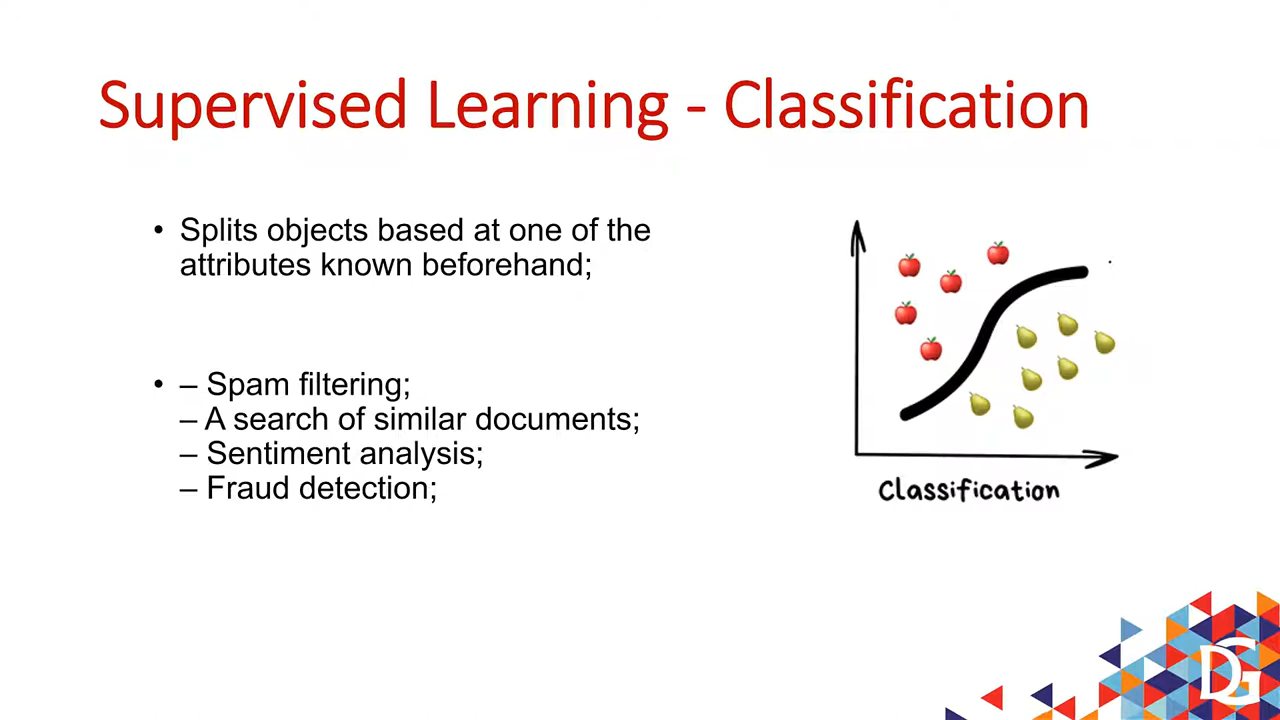 Supervised Learning - Classification
• Splits objects based at one of the
attributes known beforehand;
• – Spam filtering;
– A search of similar documents;
– Sentiment analysis;
– Fraud detection;
Classification
DG